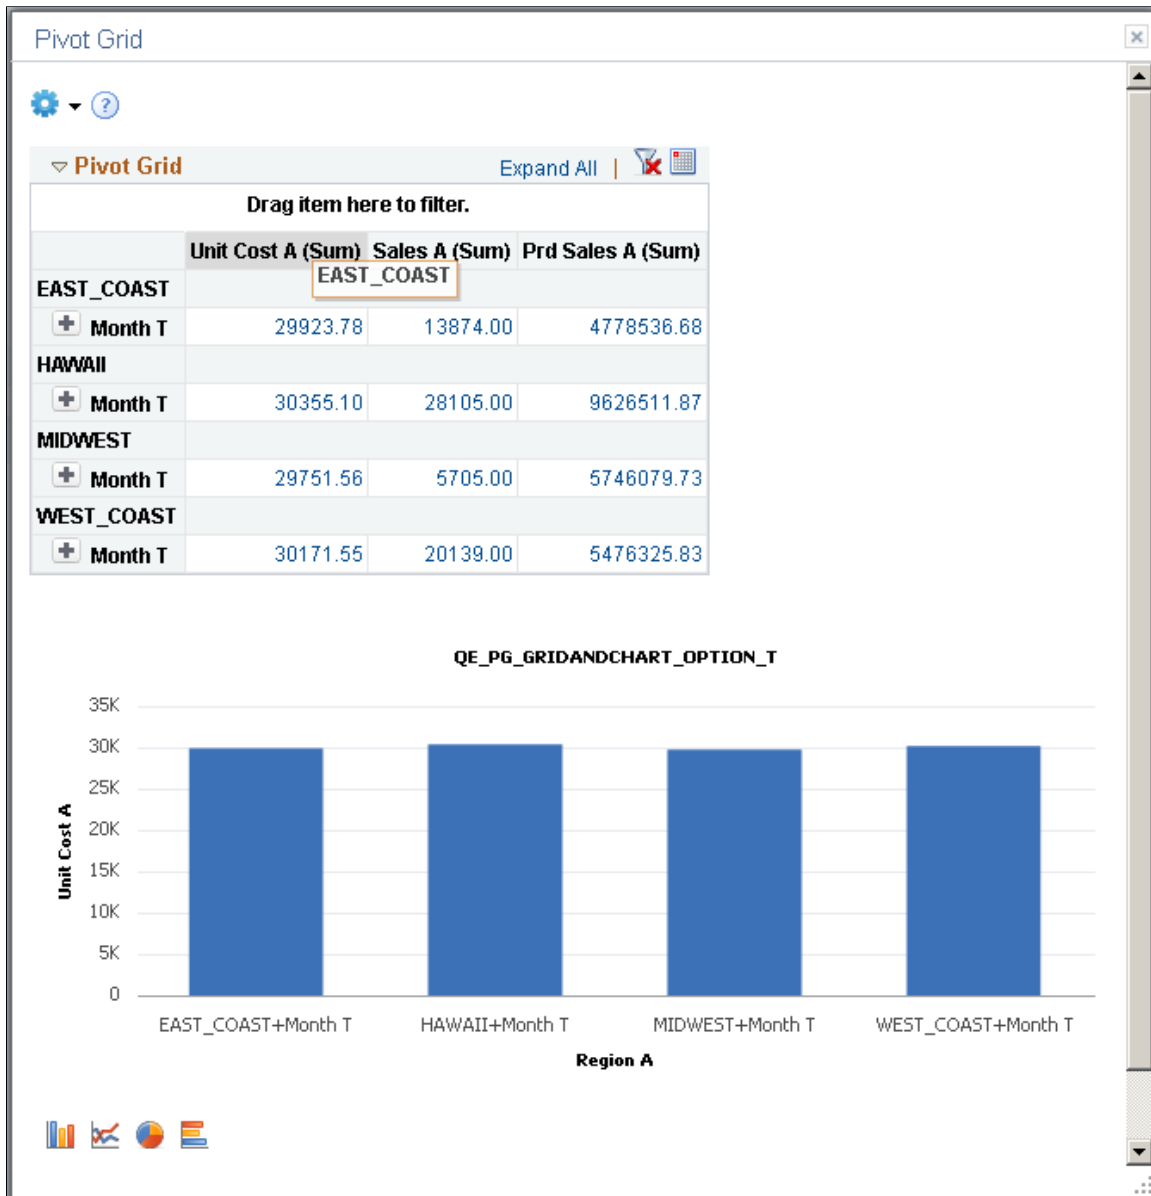 Pivot Grid
Pivot Grid Expand All |
Drag item here to filter.
Unit Cost A (Sum) Sales A (Sum) Prd Sales A (Sum)
EAST_COAST
EAST_COAST
Month T 29923.78 13874.00 4778536.68
HAWAII
Month T 30355.10 28105.00 9626511.87
MIDWEST
Month T 29751.56 5705.00 5746079.73
WEST_COAST
Month T 30171.55 20139.00 5476325.83
QE_PG_GRIDANDCHART_OPTION_T
35K
30K
25K
20K
15K
10K
5K
0
Unit Cost A
EAST_COAST+Month T HAWAII+Month T MIDWEST+Month T WEST_COAST+Month T
Region A